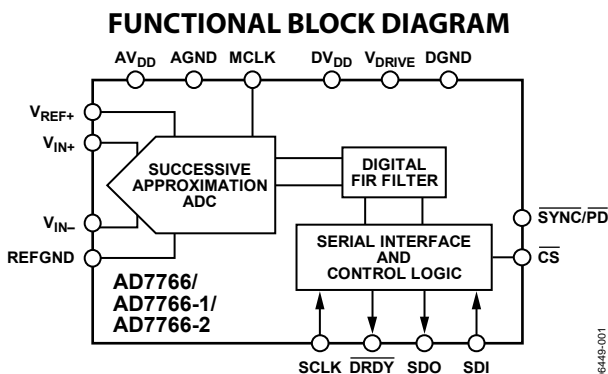 FUNCTIONAL BLOCK DIAGRAM
AVDD AGND MCLK DVDD VDRIVE DGND
VREF+
VIN+
VIN–
REFGND
SUCCESSIVE
APPROXIMATION
ADC
DIGITAL
FIR FILTER
SERIAL INTERFACE
AND
CONTROL LOGIC
SYNC/PD
CS
AD7766/
AD7766-1/
AD7766-2
SCLK DRDY SDO SDI
6449-001